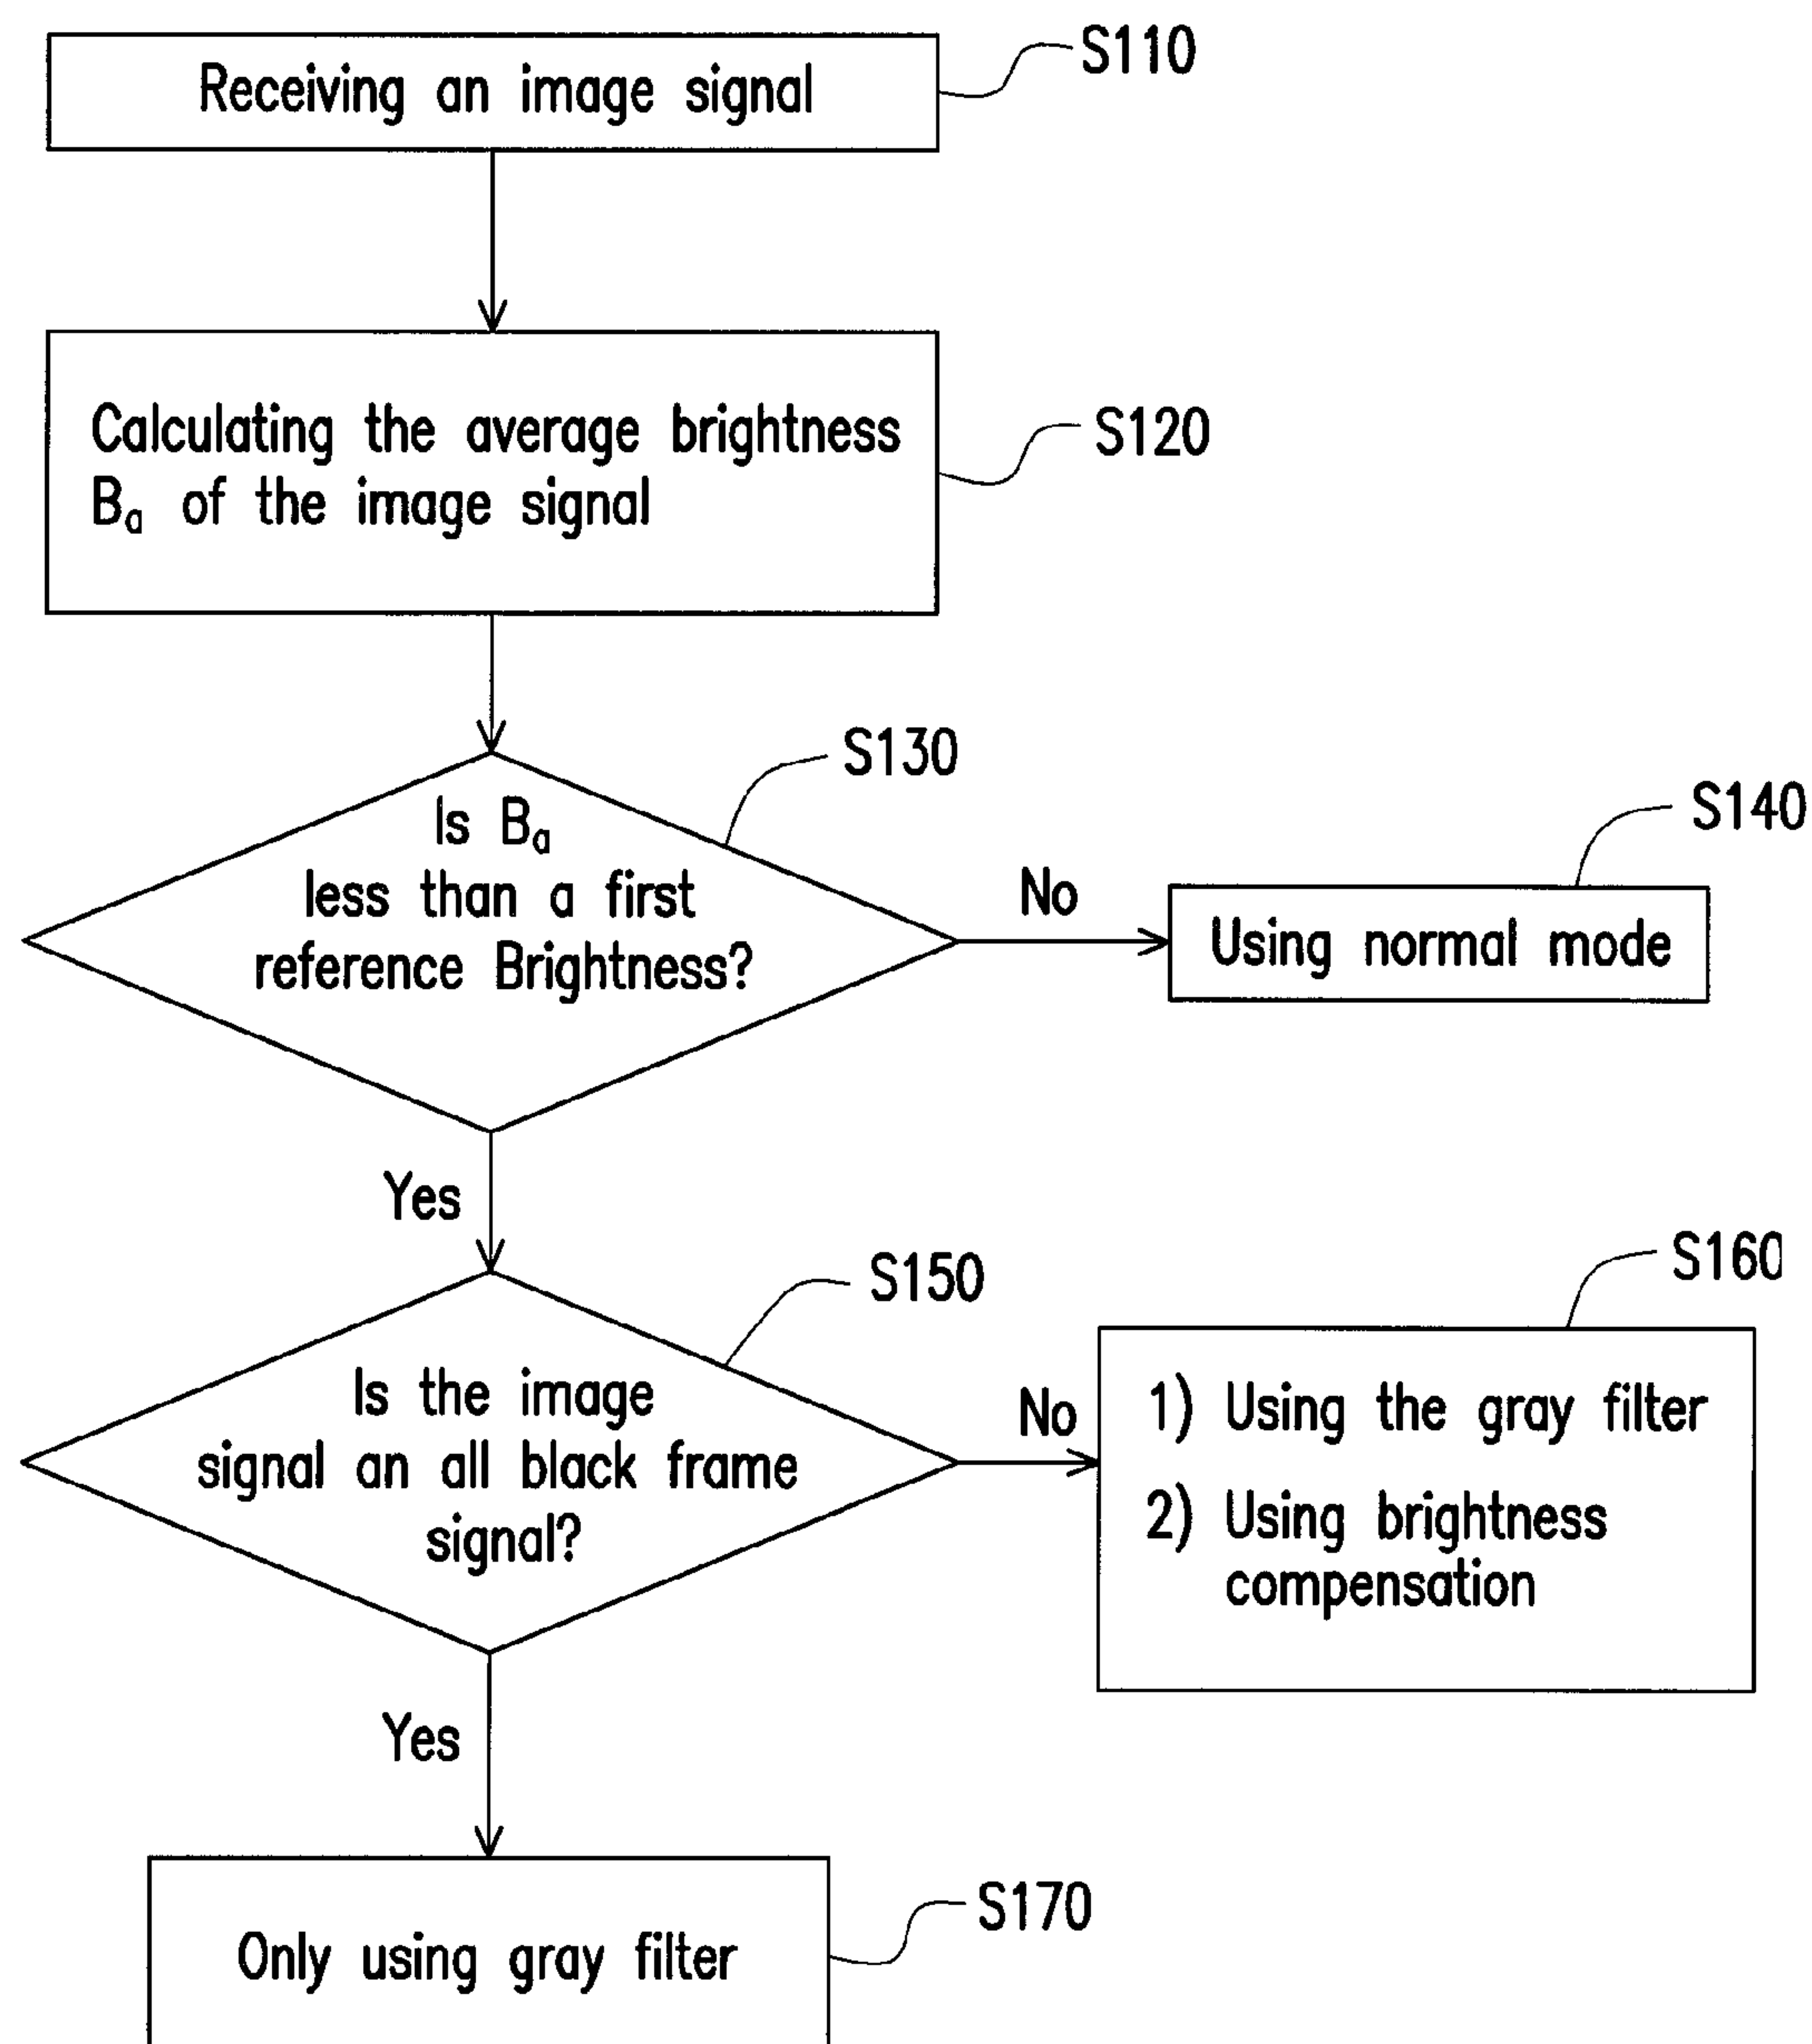 Receiving an image signal
S110
Calculating the average brightness
Ba of the image signal
S120
Is Ba
less than a first
reference Brightness?
S130
No
Using normal mode
S140
Yes
Is the image
signal an all black frame
signal?
S150
No
1) Using the gray filter
2) Using brightness
compensation
S160
Yes
Only using gray filter
S170